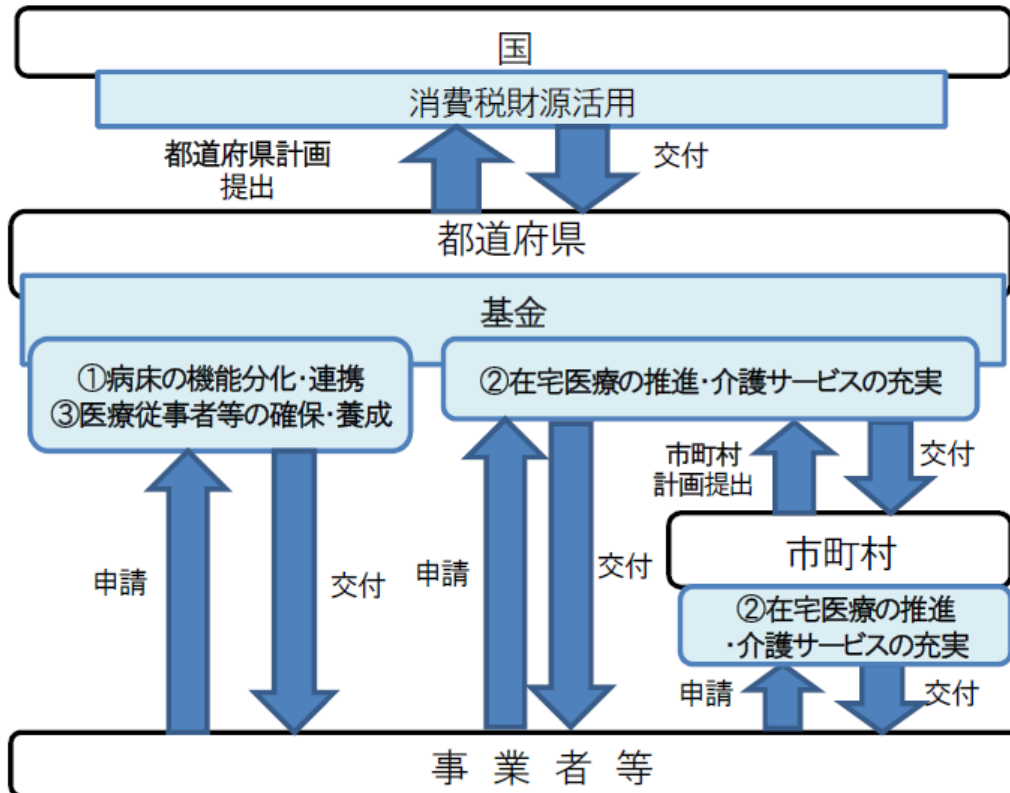 国
消費税財源活用
都道府県計画
提出
交付
都道府県
基金
①病床の機能分化・連携
③医療従事者等の確保・養成
②在宅医療の推進・介護サービスの充実
申請
交付
申請
交付
市町村
計画提出
交付
市町村
②在宅医療の推進
・介護サービスの充実
申請
交付
事業者等